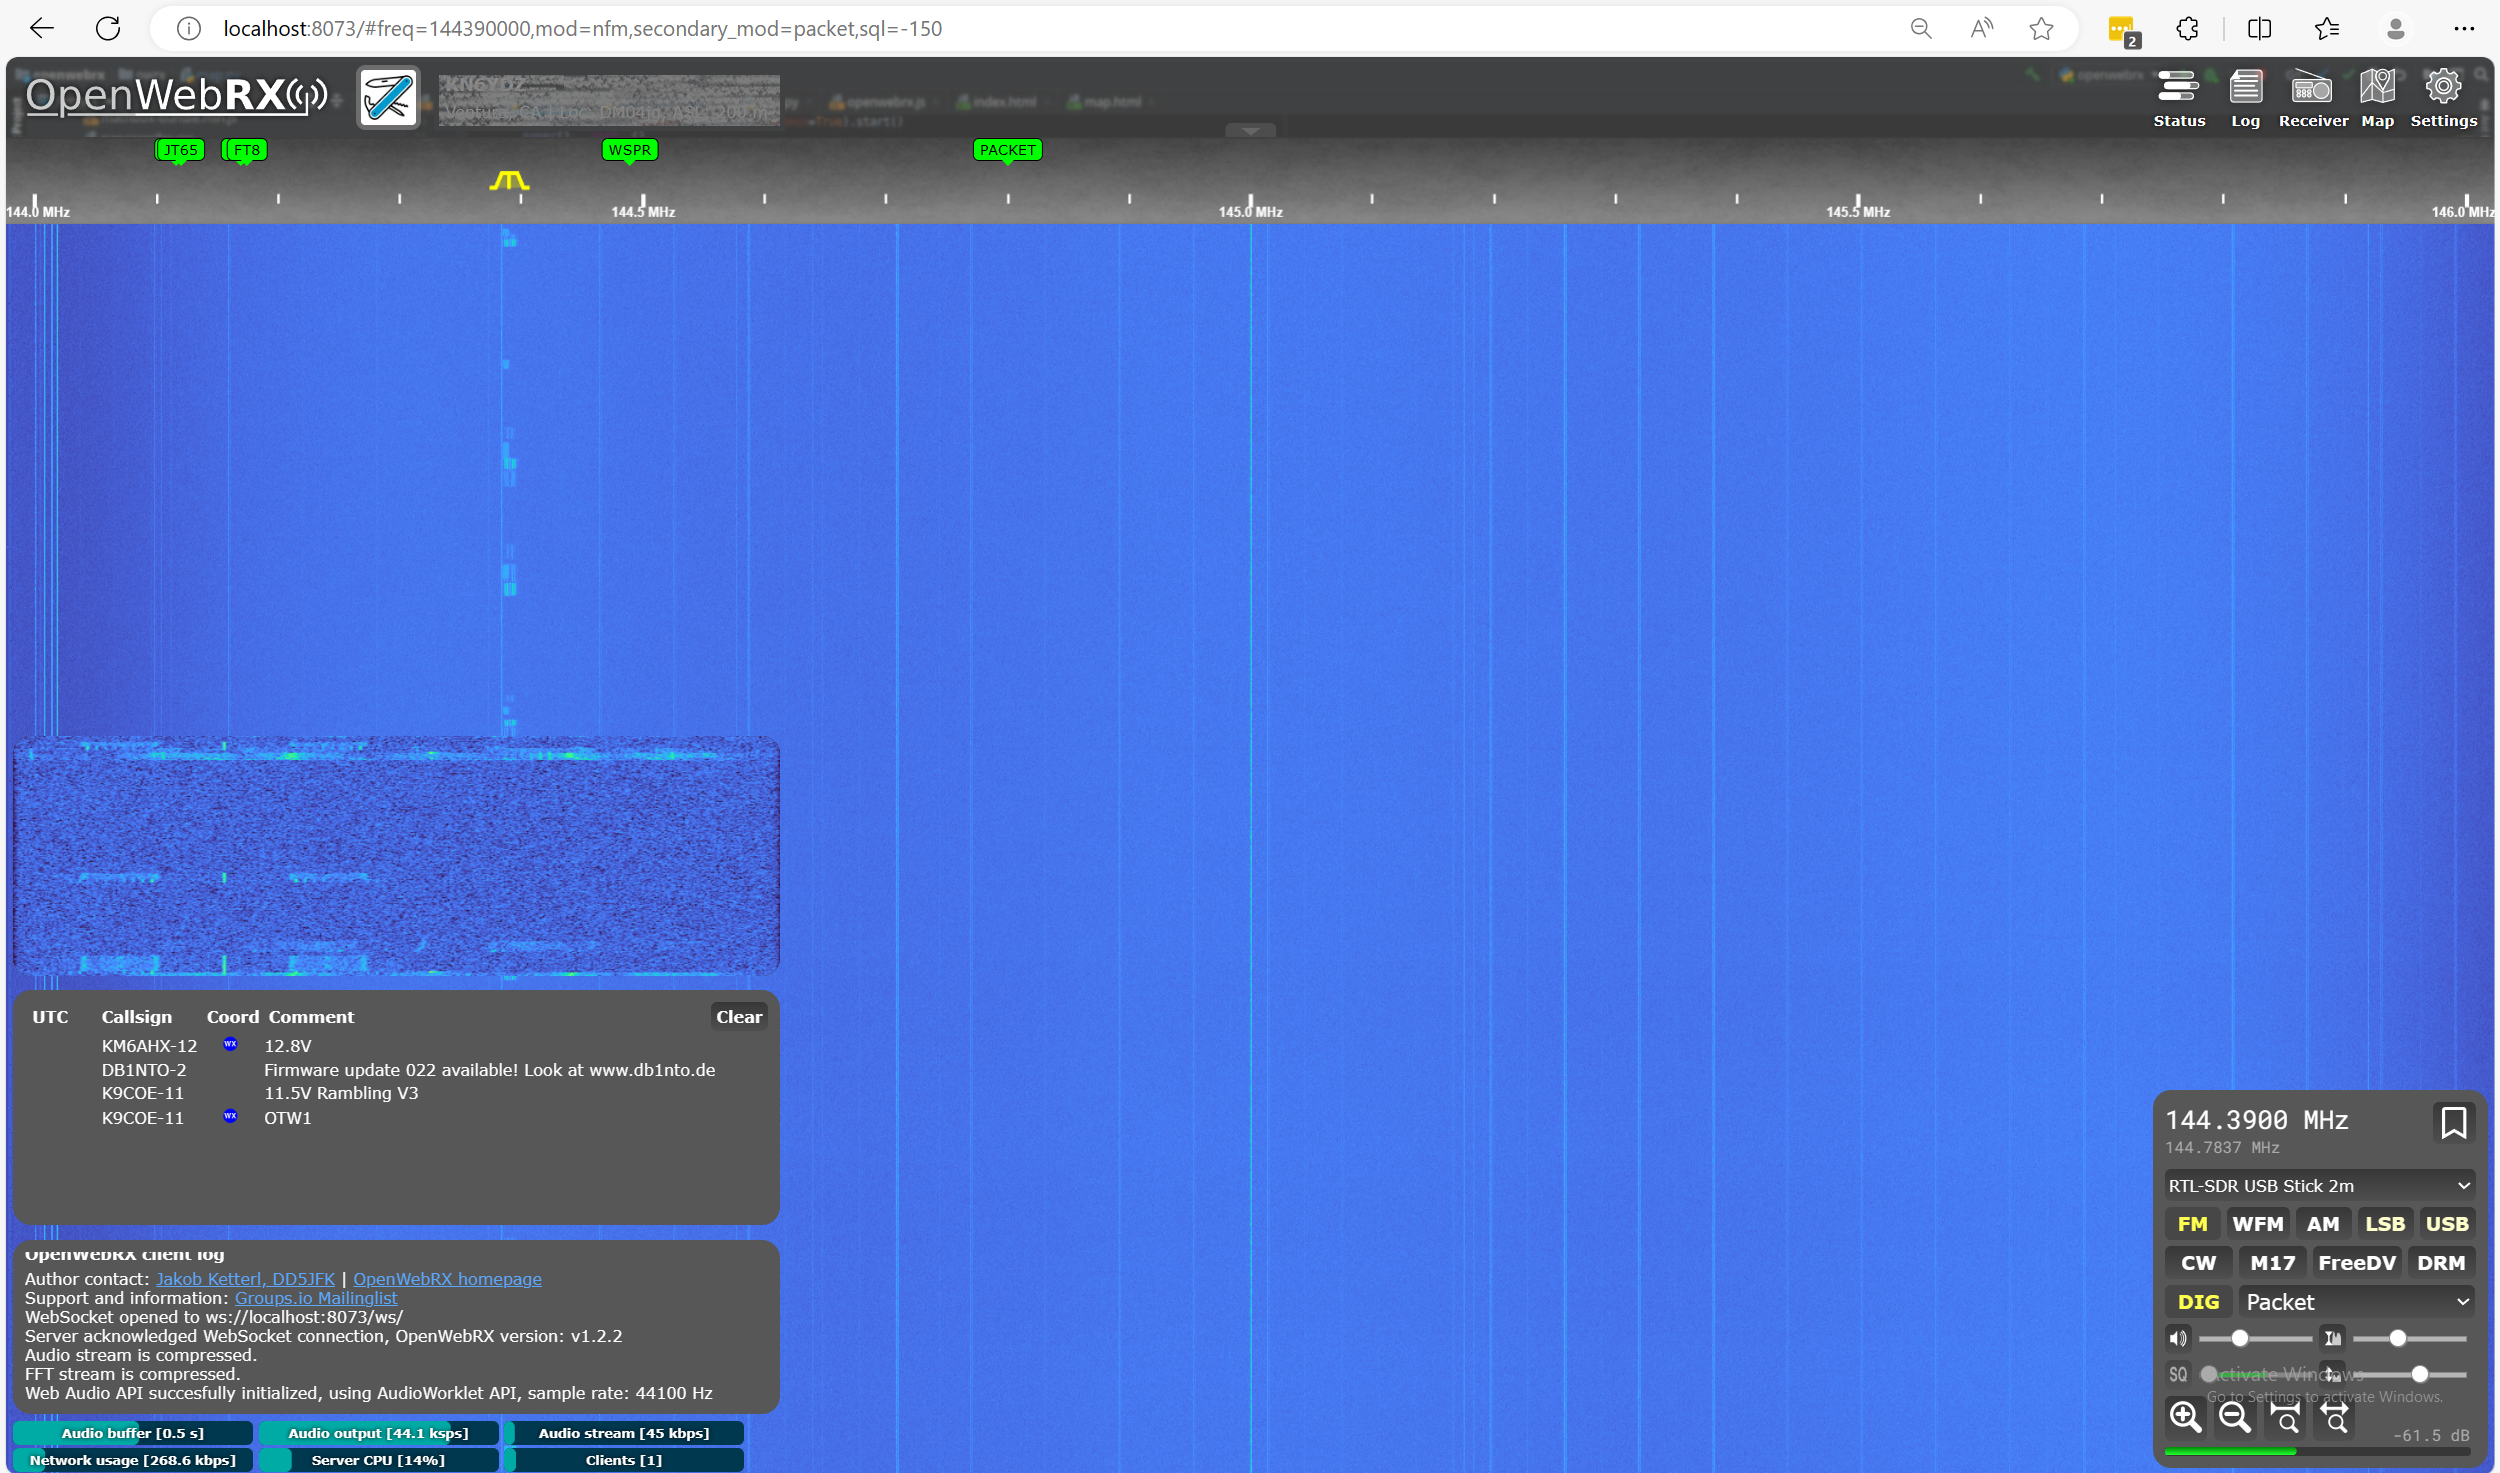 localhost:8073/#freq=144390000,mod=nfm,secondary_mod=packet,sql=-150
2
OpenWebRX
openwebrx.js index.html map.html
Status Log Receiver Map Settings
JT65 FT8 WSPR PACKET
144.0 MHz 144.5 MHz 145.0 MHz 145.5 MHz 146.0 MHz
UTC Callsign Coord Comment Clear
KM6AHX-12 WX 12.8V
DB1NTO-2 Firmware update 022 available! Look at www.db1nto.de
K9COE-11 11.5V Rambling V3
K9COE-11 WX OTW1
OpenWebRX client log
Author contact: Jakob Ketterl, DD5JFK | OpenWebRX homepage
Support and information: Groups.io Mailinglist
WebSocket opened to ws://localhost:8073/ws/
Server acknowledged WebSocket connection, OpenWebRX version: v1.2.2
Audio stream is compressed.
FFT stream is compressed.
Web Audio API succesfully initialized, using AudioWorklet API, sample rate: 44100 Hz
Audio buffer [0.5 s] Audio output [44.1 ksps] Audio stream [45 kbps]
Network usage [268.6 kbps] Server CPU [14%] Clients [1]
144.3900 MHz
144.7837 MHz
RTL-SDR USB Stick 2m
FM WFM AM LSB USB
CW M17 FreeDV DRM
DIG Packet
SQ
Activate Windows
Go to Settings to activate Windows.
-61.5 dB